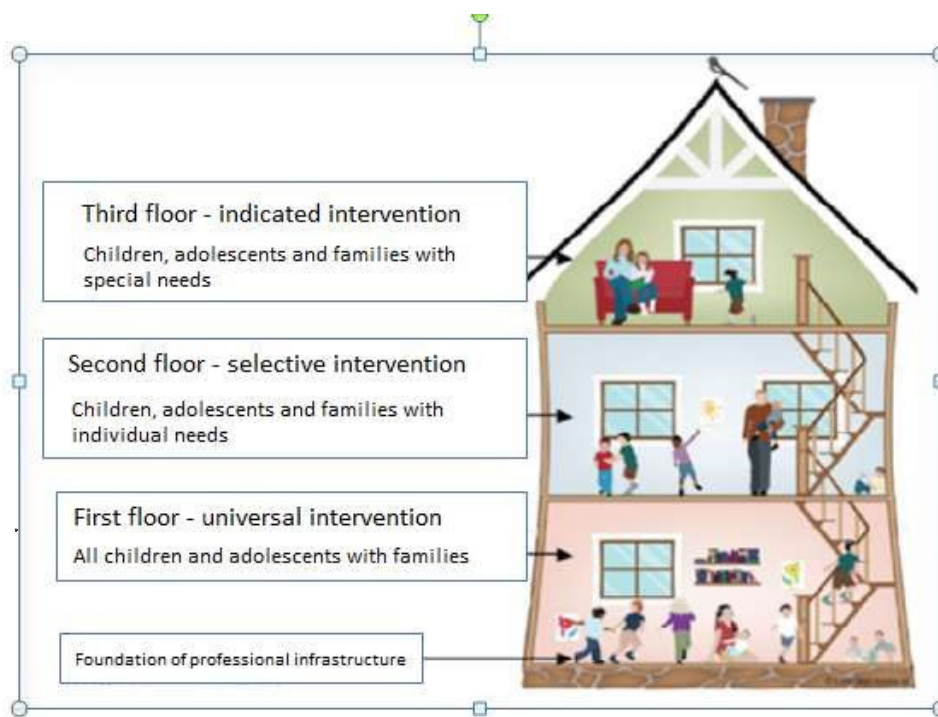 Third floor - indicated intervention
Children, adolescents and families with
special needs
Second floor - selective intervention
Children, adolescents and families with
individual needs
First floor - universal intervention
All children and adolescents with families
Foundation of professional infrastructure